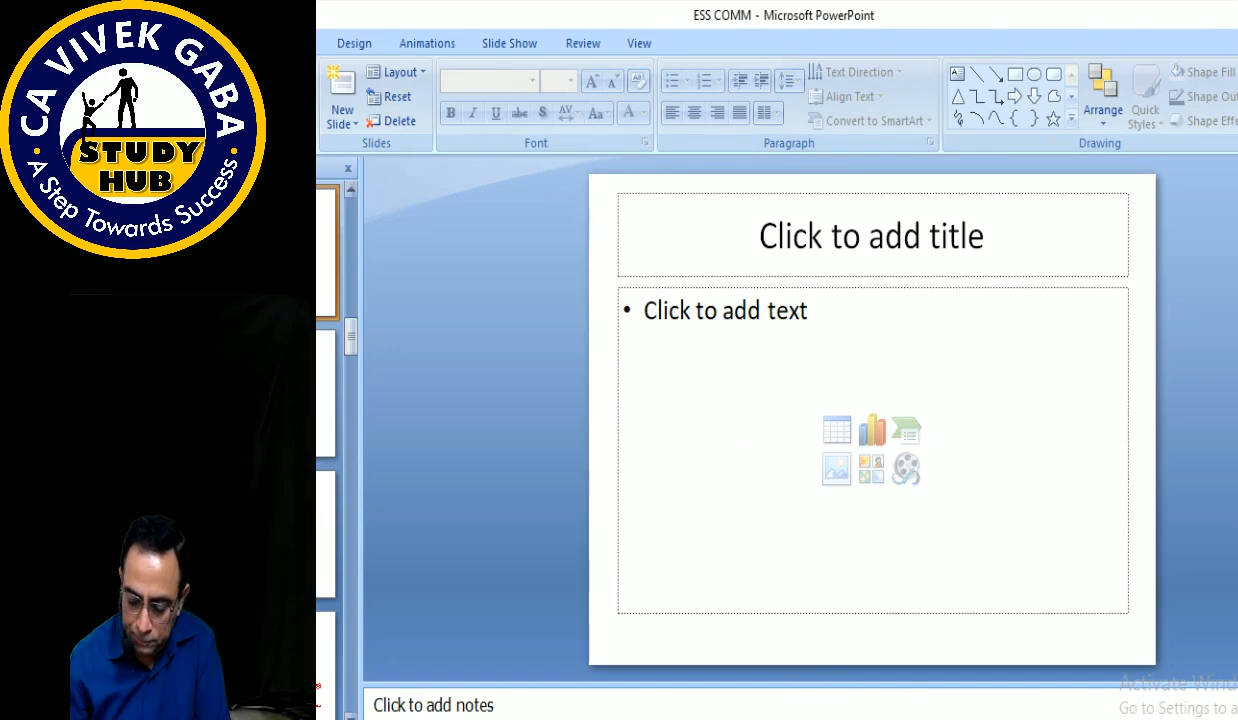 CA VIVEK GABA
STUDY
HUB
A Step Towards Success
ESS COMM - Microsoft PowerPoint
Design Animations Slide Show Review View
New
Slide
Layout
Reset
Delete
Slides
B I U abc S AV Aa A
Font
Text Direction
Align Text
Convert to SmartArt
Paragraph
Arrange
Quick
Styles
Shape Fill
Shape Out
Shape Effe
Drawing
x
Click to add title
• Click to add text
Click to add notes
Activate Wind
Go to Settings to a